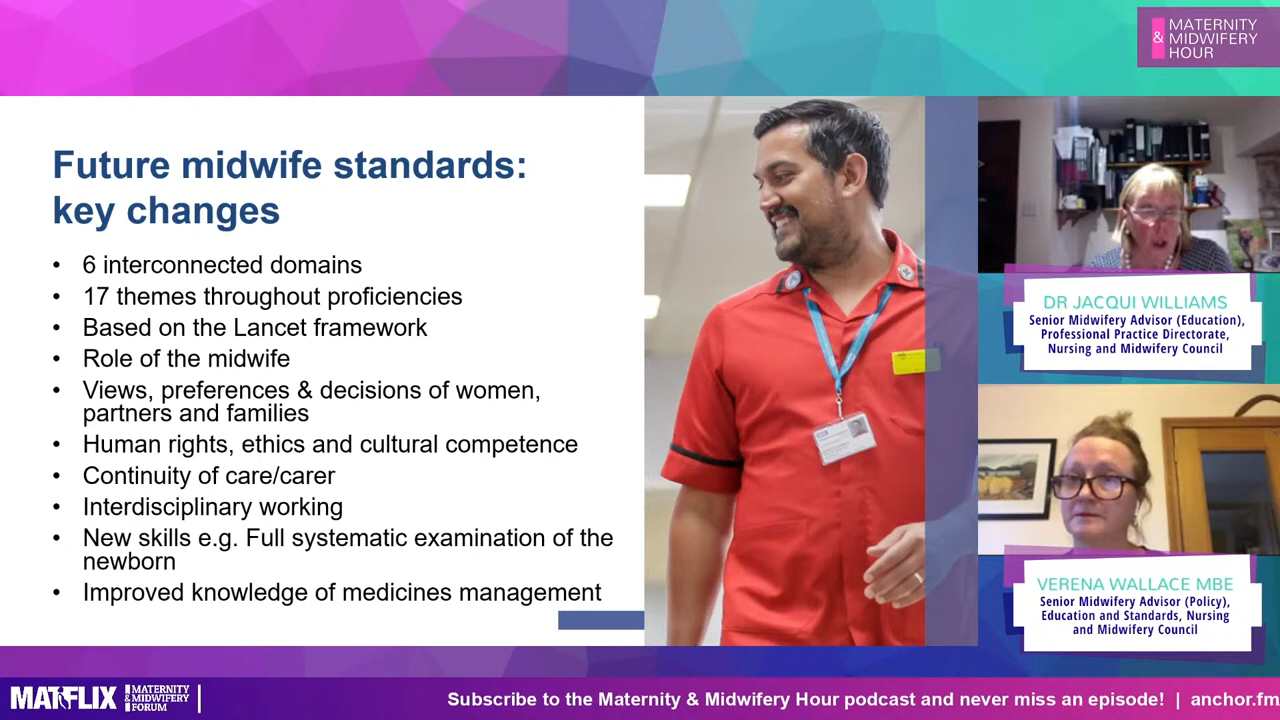 MATERNITY
& MIDWIFERY
HOUR
Future midwife standards:
key changes
• 6 interconnected domains
• 17 themes throughout proficiencies
• Based on the Lancet framework
• Role of the midwife
• Views, preferences & decisions of women,
partners and families
• Human rights, ethics and cultural competence
• Continuity of care/carer
• Interdisciplinary working
• New skills e.g. Full systematic examination of the
newborn
• Improved knowledge of medicines management
DR JACQUI WILLIAMS
Senior Midwifery Advisor (Education),
Professional Practice Directorate,
Nursing and Midwifery Council
VERENA WALLACE MBE
Senior Midwifery Advisor (Policy),
Education and Standards, Nursing
and Midwifery Council
MATFLIX
MATERNITY
& MIDWIFERY
FORUM
Subscribe to the Maternity & Midwifery Hour podcast and never miss an episode! | anchor.fm